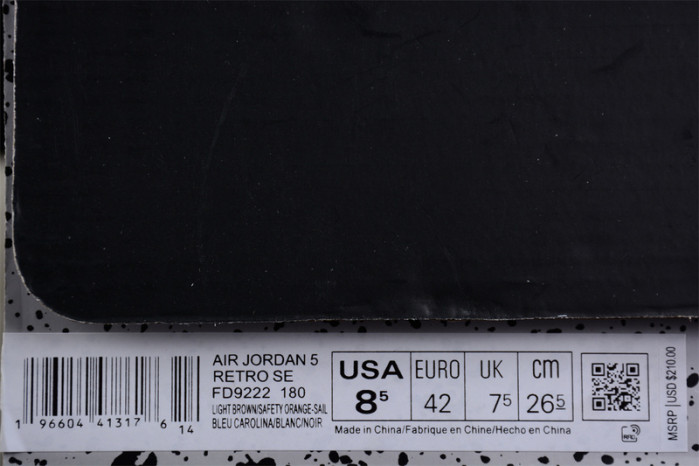 AIR JORDAN 5
RETRO SE
FD9222 180
LIGHT BROWN/SAFETY ORANGE-SAIL
BLEU CAROLINA/BLANC/NOIR
1 96604 41317 6 14
USA EURO UK cm
8⁵ 42 7⁵ 26⁵
Made in China/Fabrique en Chine/Hecho en China
MSRP | USD $210.00
RFID